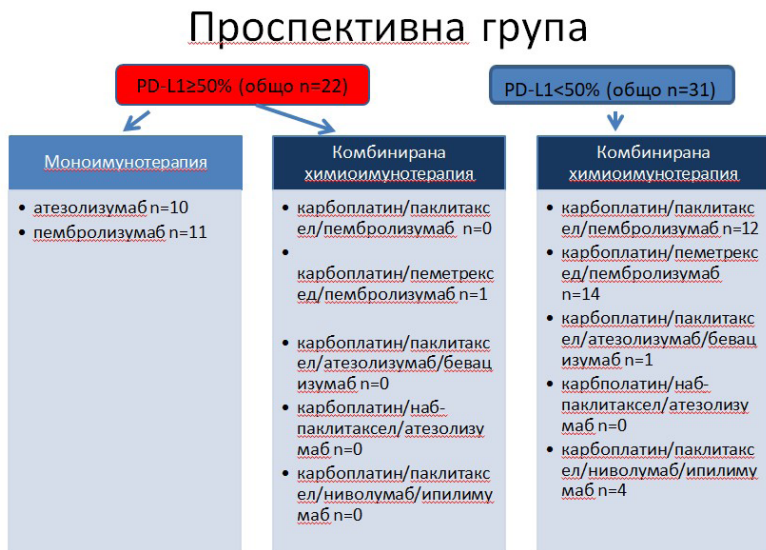 Проспективна група
PD-L1≥50% (общо n=22)
PD-L1<50% (общо n=31)
Моноимунотерапия
• атезолизумаб n=10
• пембролизумаб n=11
Комбинирана
химиоимунотерапия
• карбоплатин/паклитакс
ел/пембролизумаб n=0
•
карбоплатин/пеметрекс
ед/пембролизумаб n=1
• карбоплатин/паклитакс
ел/атезолизумаб/бевац
изумаб n=0
• карбоплатин/наб-
паклитаксел/атезолизу
маб n=0
• карбоплатин/паклитакс
ел/ниволумаб/ипилиму
маб n=0
Комбинирана
химиоимунотерапия
• карбоплатин/паклитакс
ел/пембролизумаб n=12
• карбоплатин/пеметрекс
ед/пембролизумаб
n=14
• карбоплатин/паклитакс
ел/атезолизумаб/бевац
изумаб n=1
• карбполатин/наб-
паклитаксел/атезолизу
маб n=0
• карбоплатин/паклитакс
ел/ниволумаб/ипилиму
маб n=4